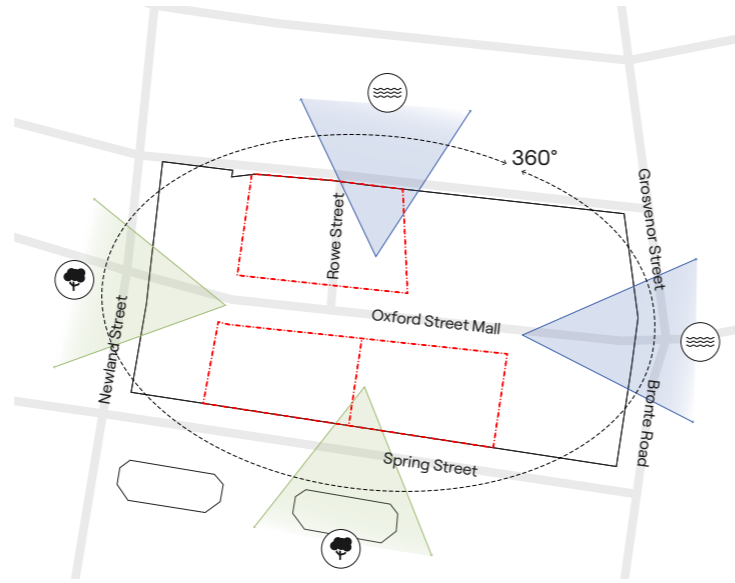 360°
Grosvenor Street
Rowe Street
Oxford Street Mall
Newland Street
Bronte Road
Spring Street